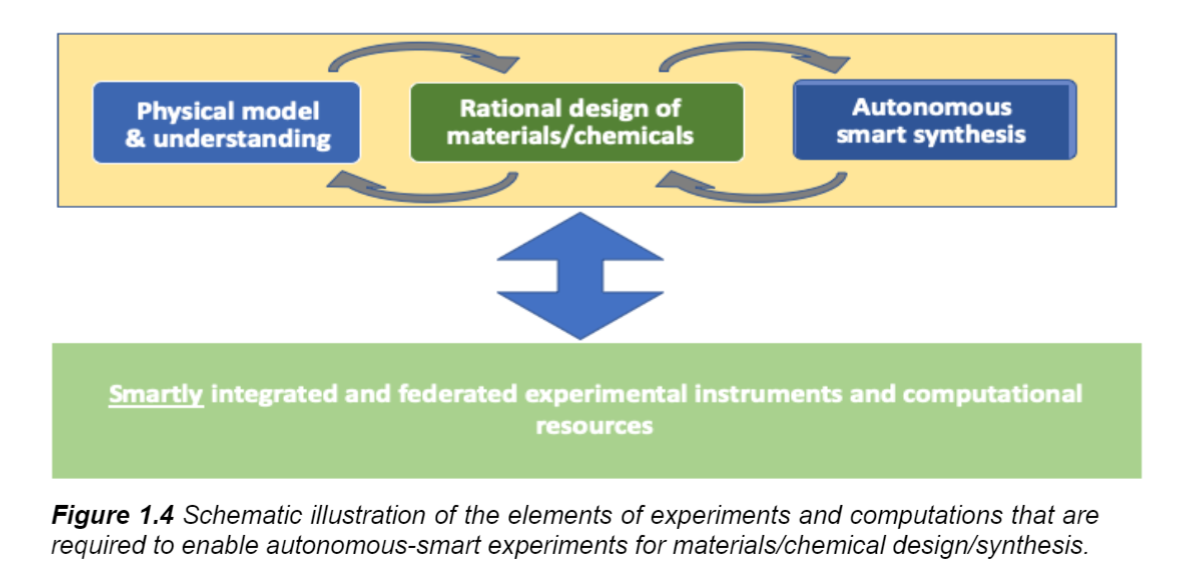 Physical model
& understanding
Rational design of
materials/chemicals
Autonomous
smart synthesis
Smartly integrated and federated experimental instruments and computational
resources
Figure 1.4 Schematic illustration of the elements of experiments and computations that are
required to enable autonomous-smart experiments for materials/chemical design/synthesis.